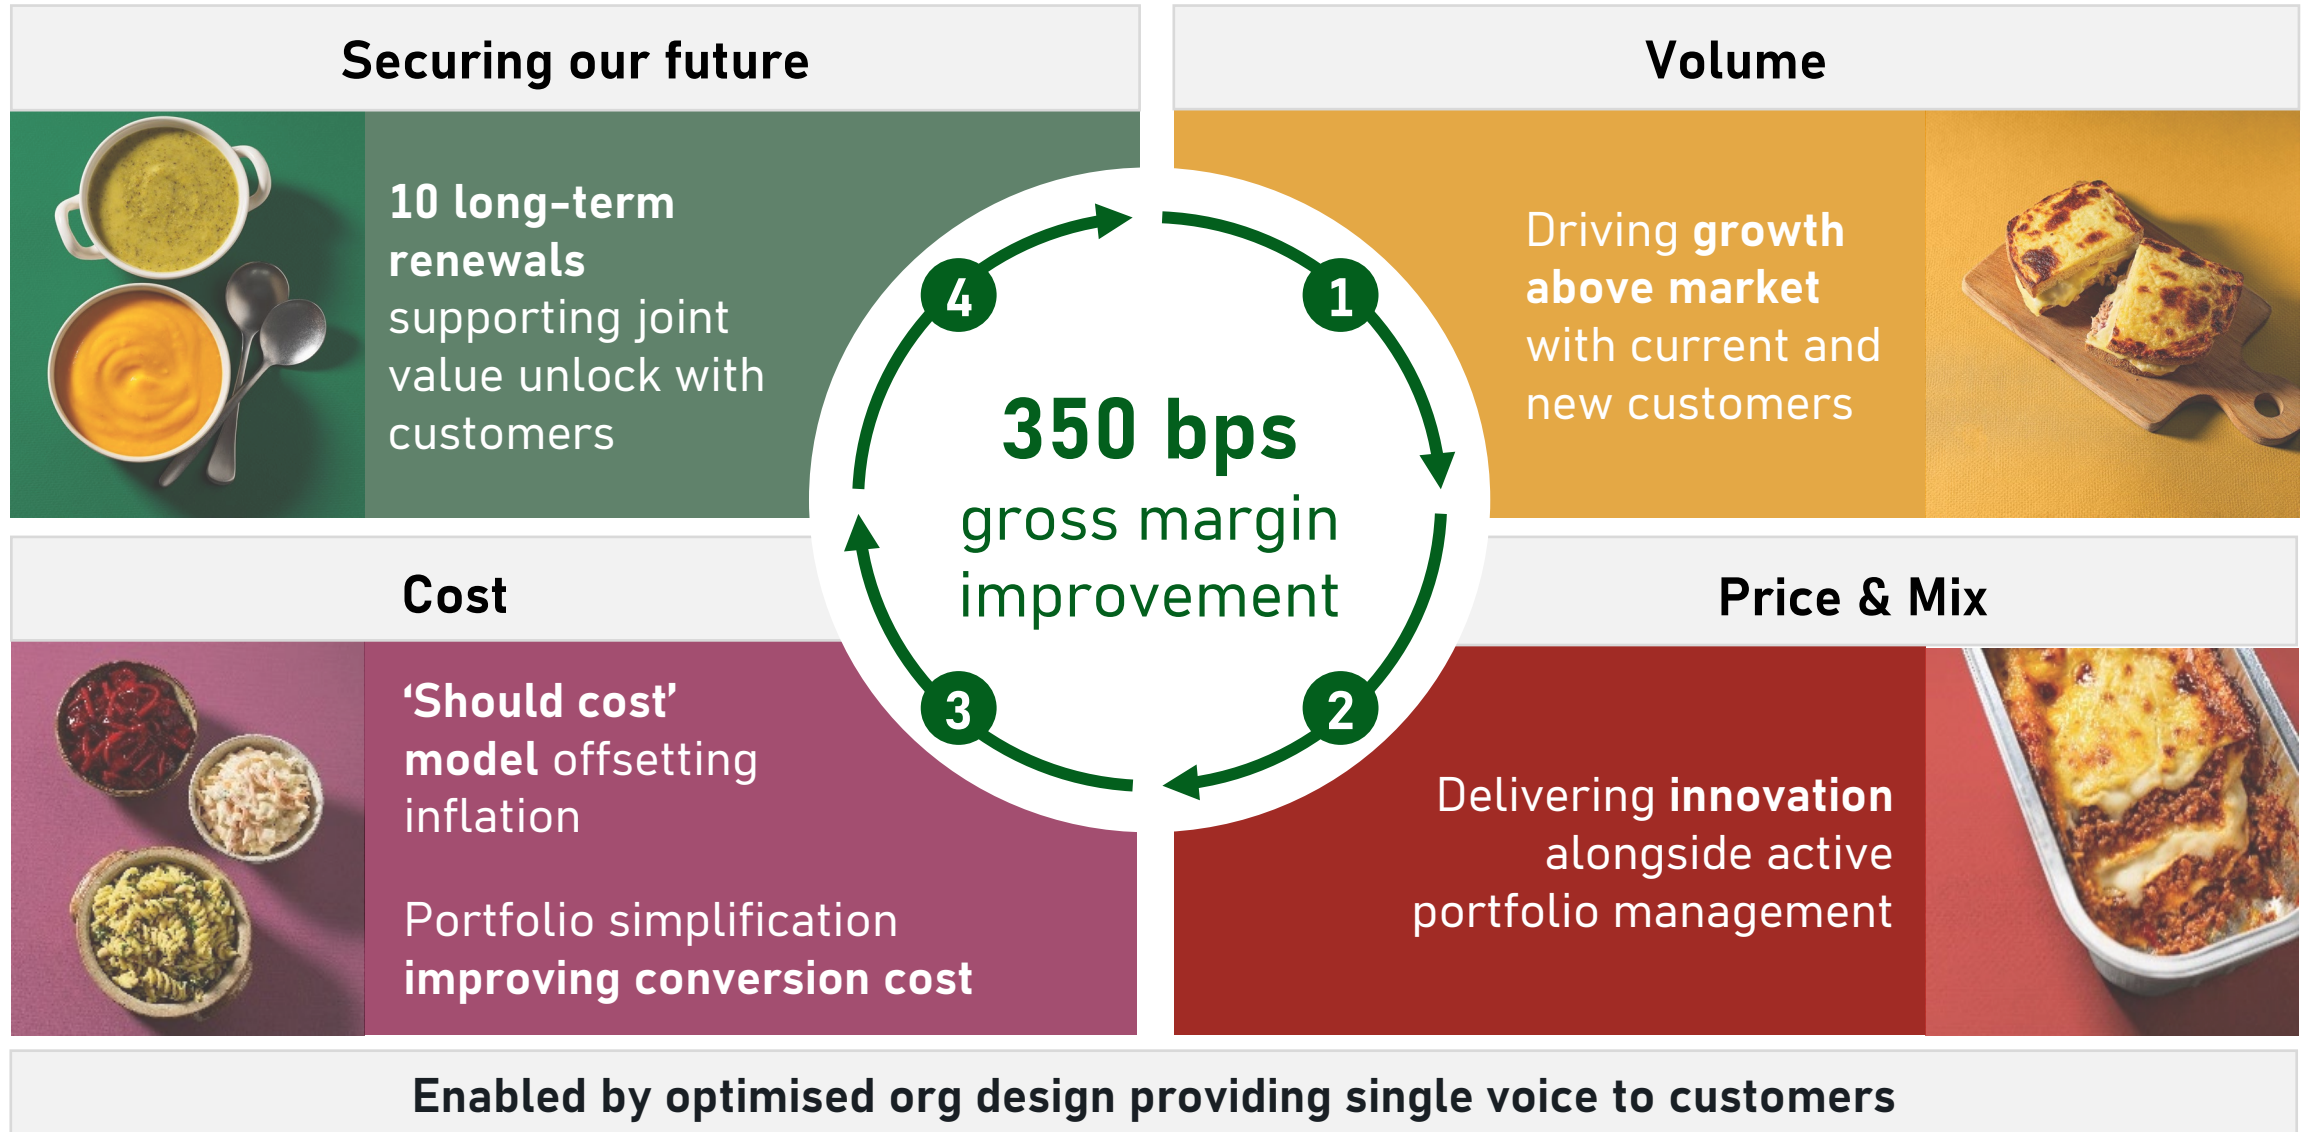 Securing our future
10 long-term
renewals
supporting joint
value unlock with
customers
Volume
Driving growth
above market
with current and
new customers
4
1
350 bps
gross margin
improvement
3
2
Cost
‘Should cost’
model offsetting
inflation
Portfolio simplification
improving conversion cost
Price & Mix
Delivering innovation
alongside active
portfolio management
Enabled by optimised org design providing single voice to customers